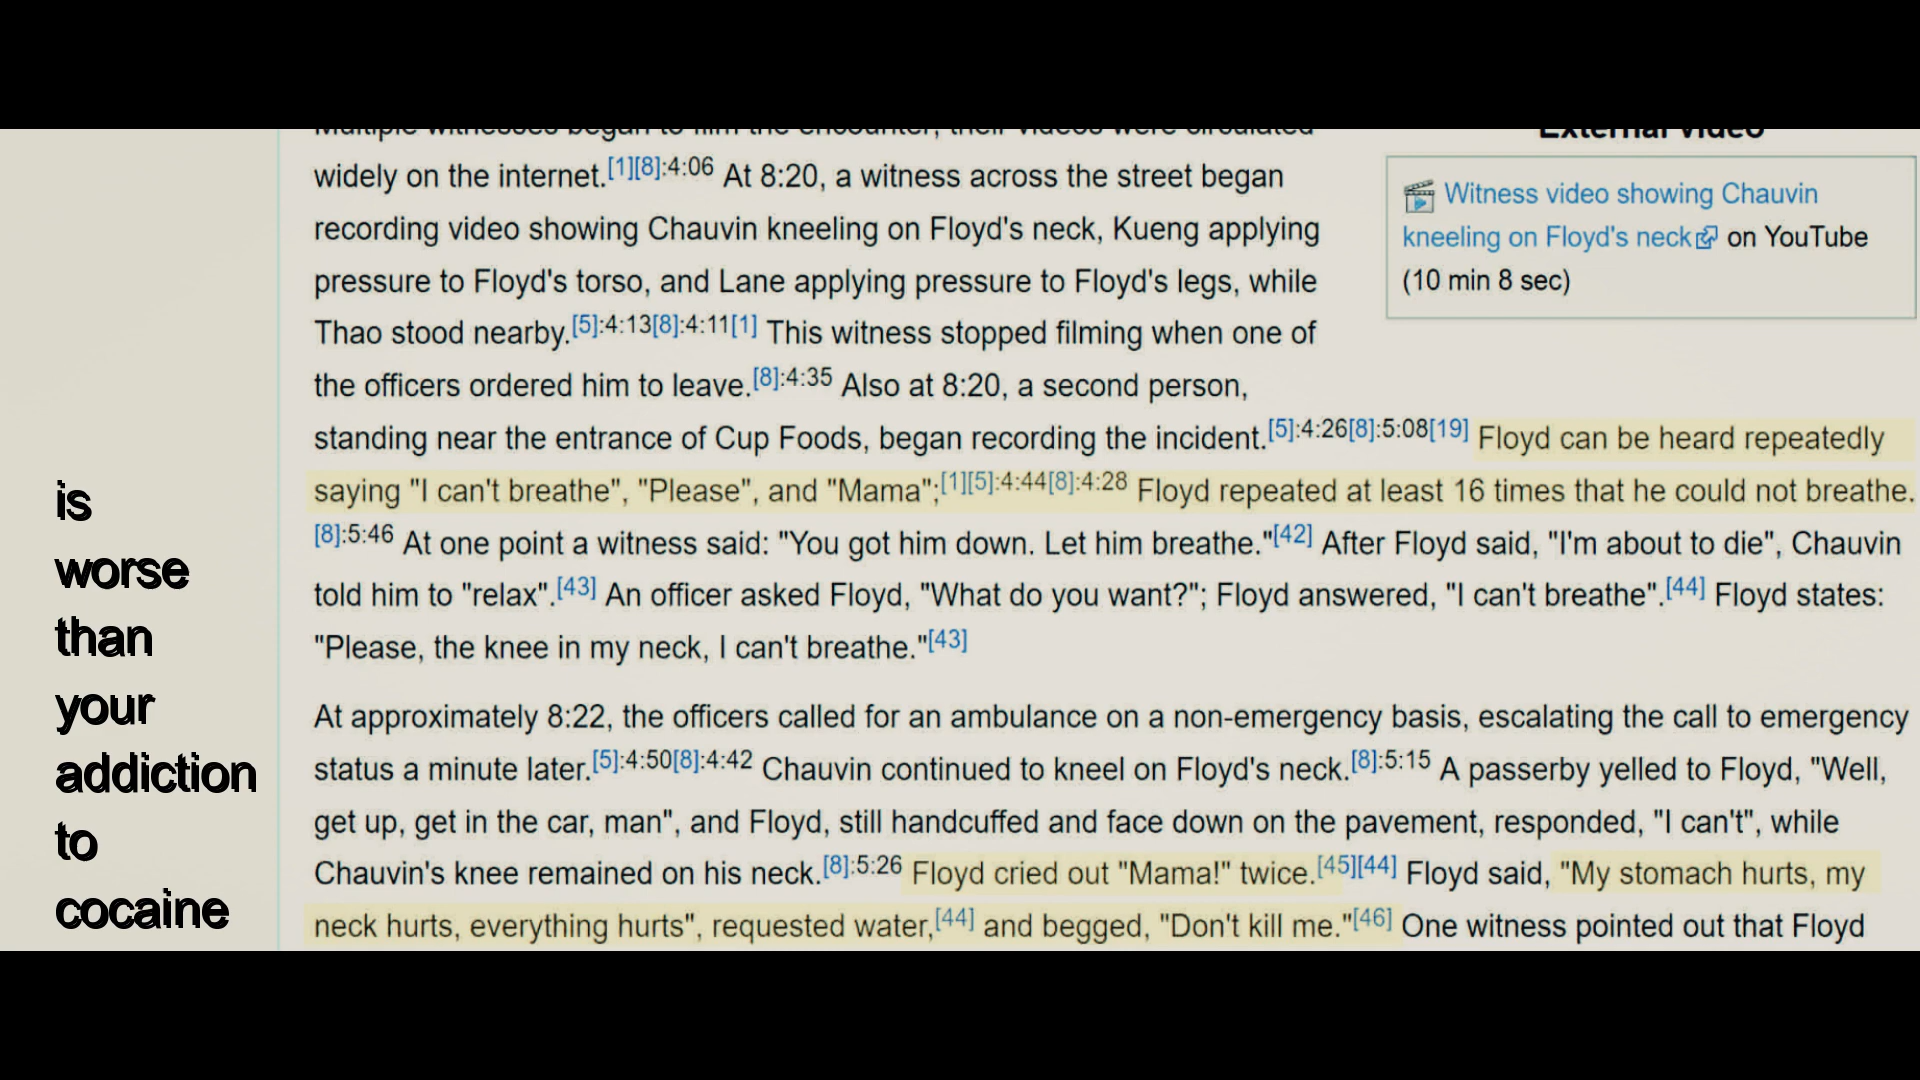 Multiple witnesses began to film the encounter; their videos were circulated
widely on the internet.[1][8]:4:06 At 8:20, a witness across the street began
recording video showing Chauvin kneeling on Floyd's neck, Kueng applying
pressure to Floyd's torso, and Lane applying pressure to Floyd's legs, while
Thao stood nearby.[5]:4:13[8]:4:11[1] This witness stopped filming when one of
the officers ordered him to leave.[8]:4:35 Also at 8:20, a second person,
standing near the entrance of Cup Foods, began recording the incident.[5]:4:26[8]:5:08[19] Floyd can be heard repeatedly
saying "I can't breathe", "Please", and "Mama";[1][5]:4:44[8]:4:28 Floyd repeated at least 16 times that he could not breathe.
[8]:5:46 At one point a witness said: "You got him down. Let him breathe."[42] After Floyd said, "I'm about to die", Chauvin
told him to "relax".[43] An officer asked Floyd, "What do you want?"; Floyd answered, "I can't breathe".[44] Floyd states:
"Please, the knee in my neck, I can't breathe."[43]
At approximately 8:22, the officers called for an ambulance on a non-emergency basis, escalating the call to emergency
status a minute later.[5]:4:50[8]:4:42 Chauvin continued to kneel on Floyd's neck.[8]:5:15 A passerby yelled to Floyd, "Well,
get up, get in the car, man", and Floyd, still handcuffed and face down on the pavement, responded, "I can't", while
Chauvin's knee remained on his neck.[8]:5:26 Floyd cried out "Mama!" twice.[45][44] Floyd said, "My stomach hurts, my
neck hurts, everything hurts", requested water,[44] and begged, "Don't kill me."[46] One witness pointed out that Floyd
External video
Witness video showing Chauvin
kneeling on Floyd's neck on YouTube
(10 min 8 sec)
is
worse
than
your
addiction
to
cocaine